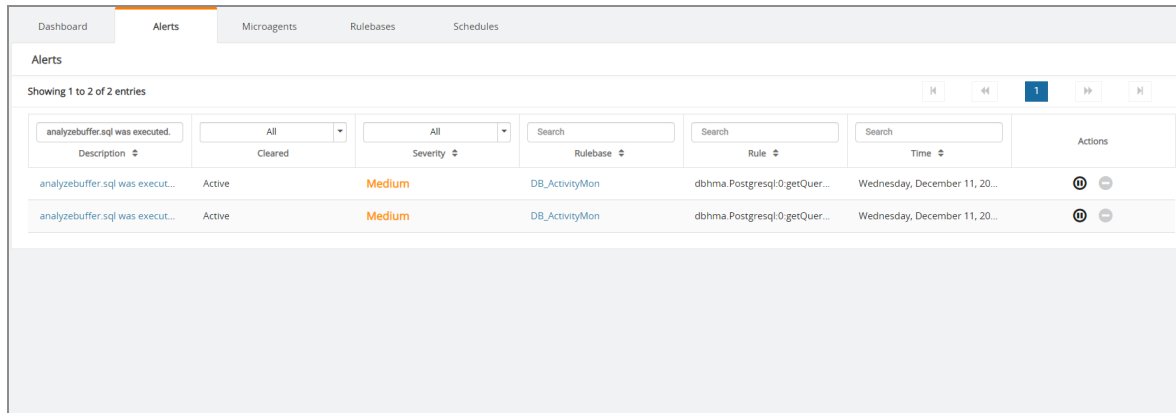 Dashboard Alerts Microagents Rulebases Schedules
Alerts
Showing 1 to 2 of 2 entries 1
analyzebuffer.sql was executed. All All Search Search Search
Description Cleared Severity Rulebase Rule Time Actions
analyzebuffer.sql was execut... Active Medium DB_ActivityMon dbhma.Postgresql:0:getQuer... Wednesday, December 11, 20...
analyzebuffer.sql was execut... Active Medium DB_ActivityMon dbhma.Postgresql:0:getQuer... Wednesday, December 11, 20...